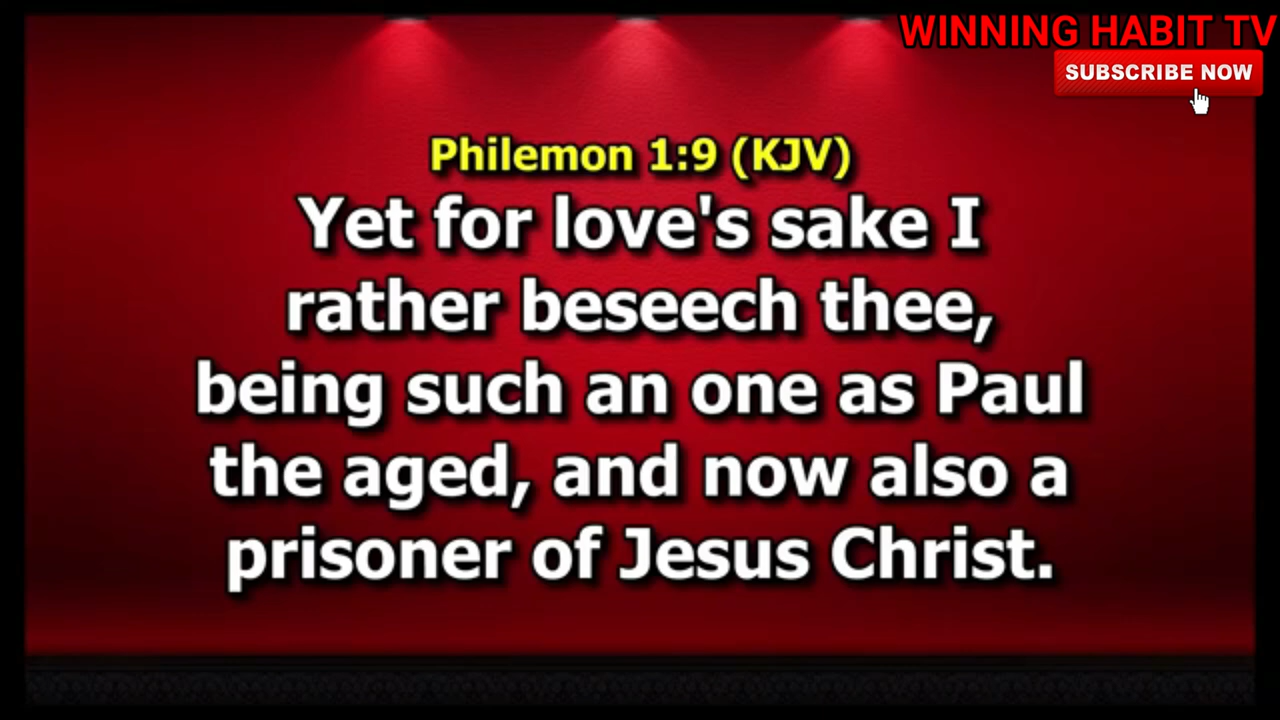 WINNING HABIT TV
SUBSCRIBE NOW
Philemon 1:9 (KJV)
Yet for love's sake I
rather beseech thee,
being such an one as Paul
the aged, and now also a
prisoner of Jesus Christ.